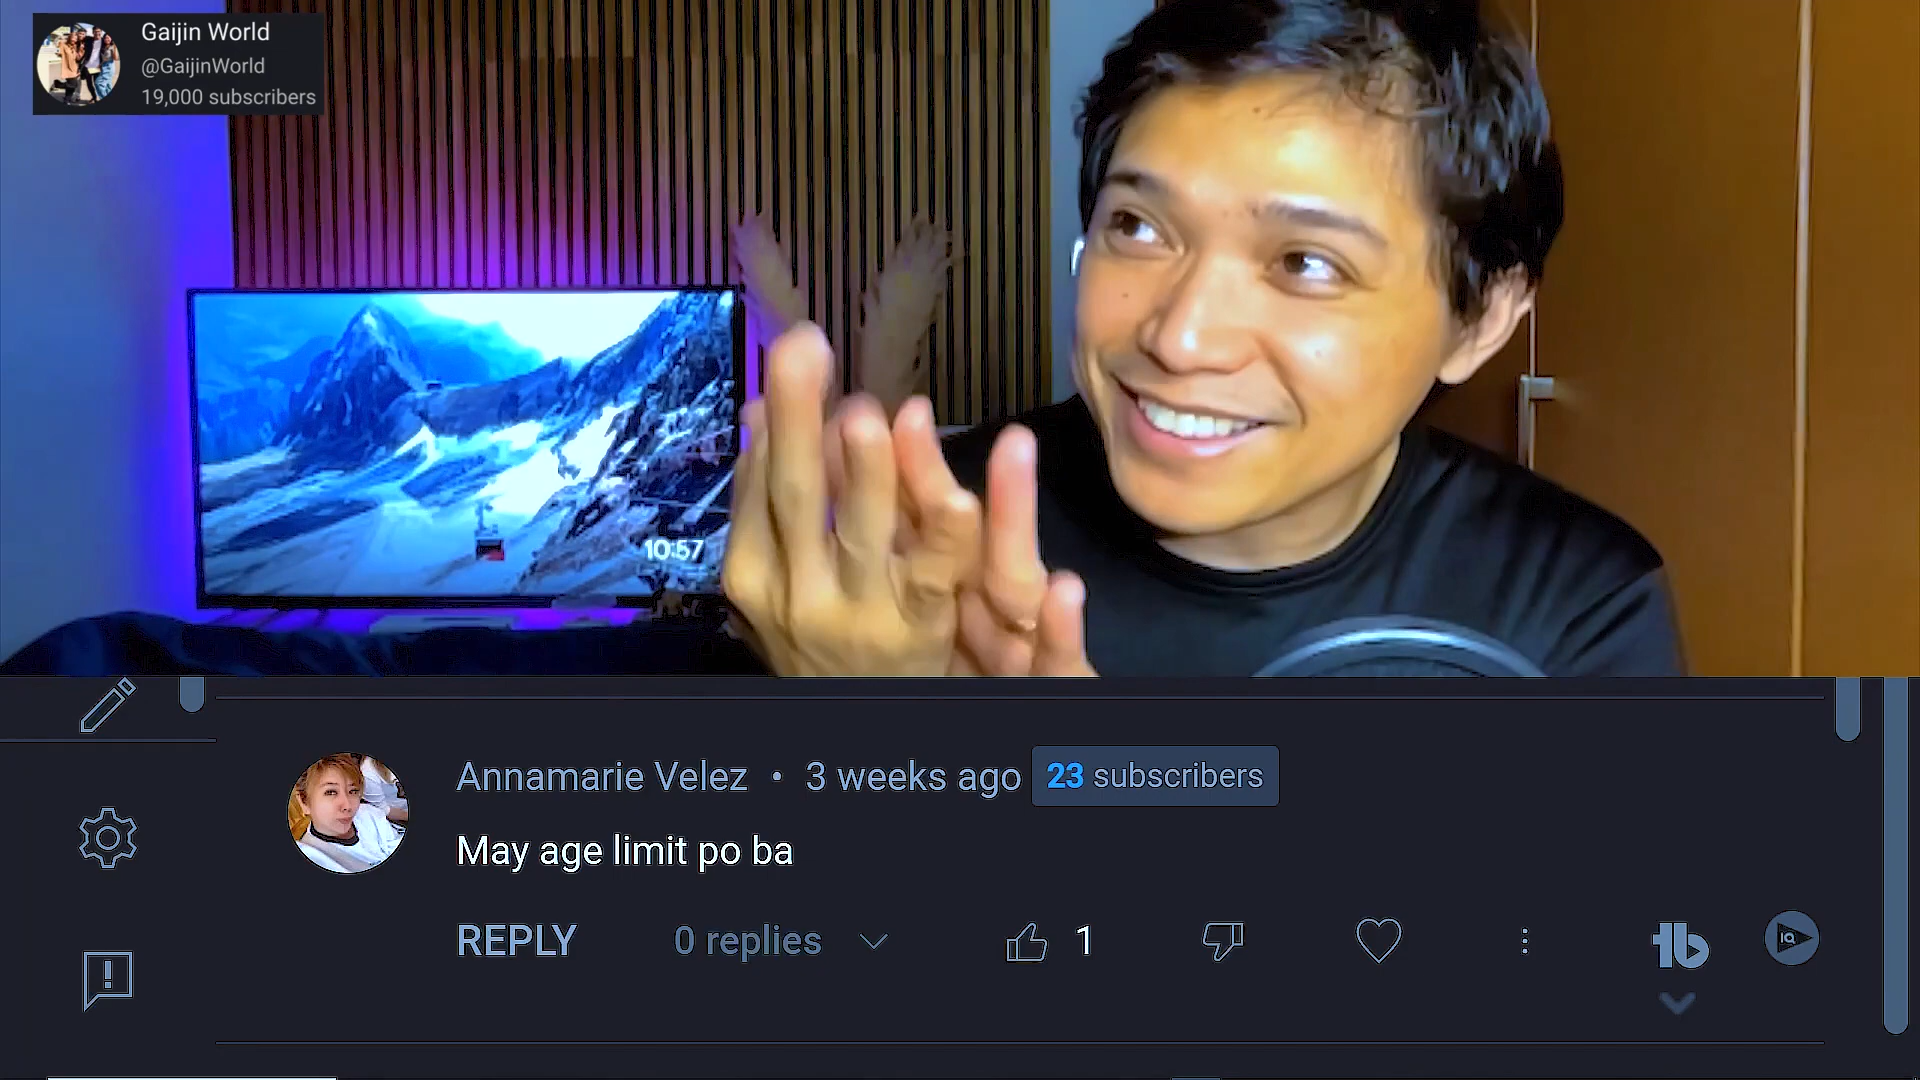 Gaijin World
@GaijinWorld
19,000 subscribers
10:57
Annamarie Velez • 3 weeks ago 23 subscribers
May age limit po ba
REPLY 0 replies 1
IQ